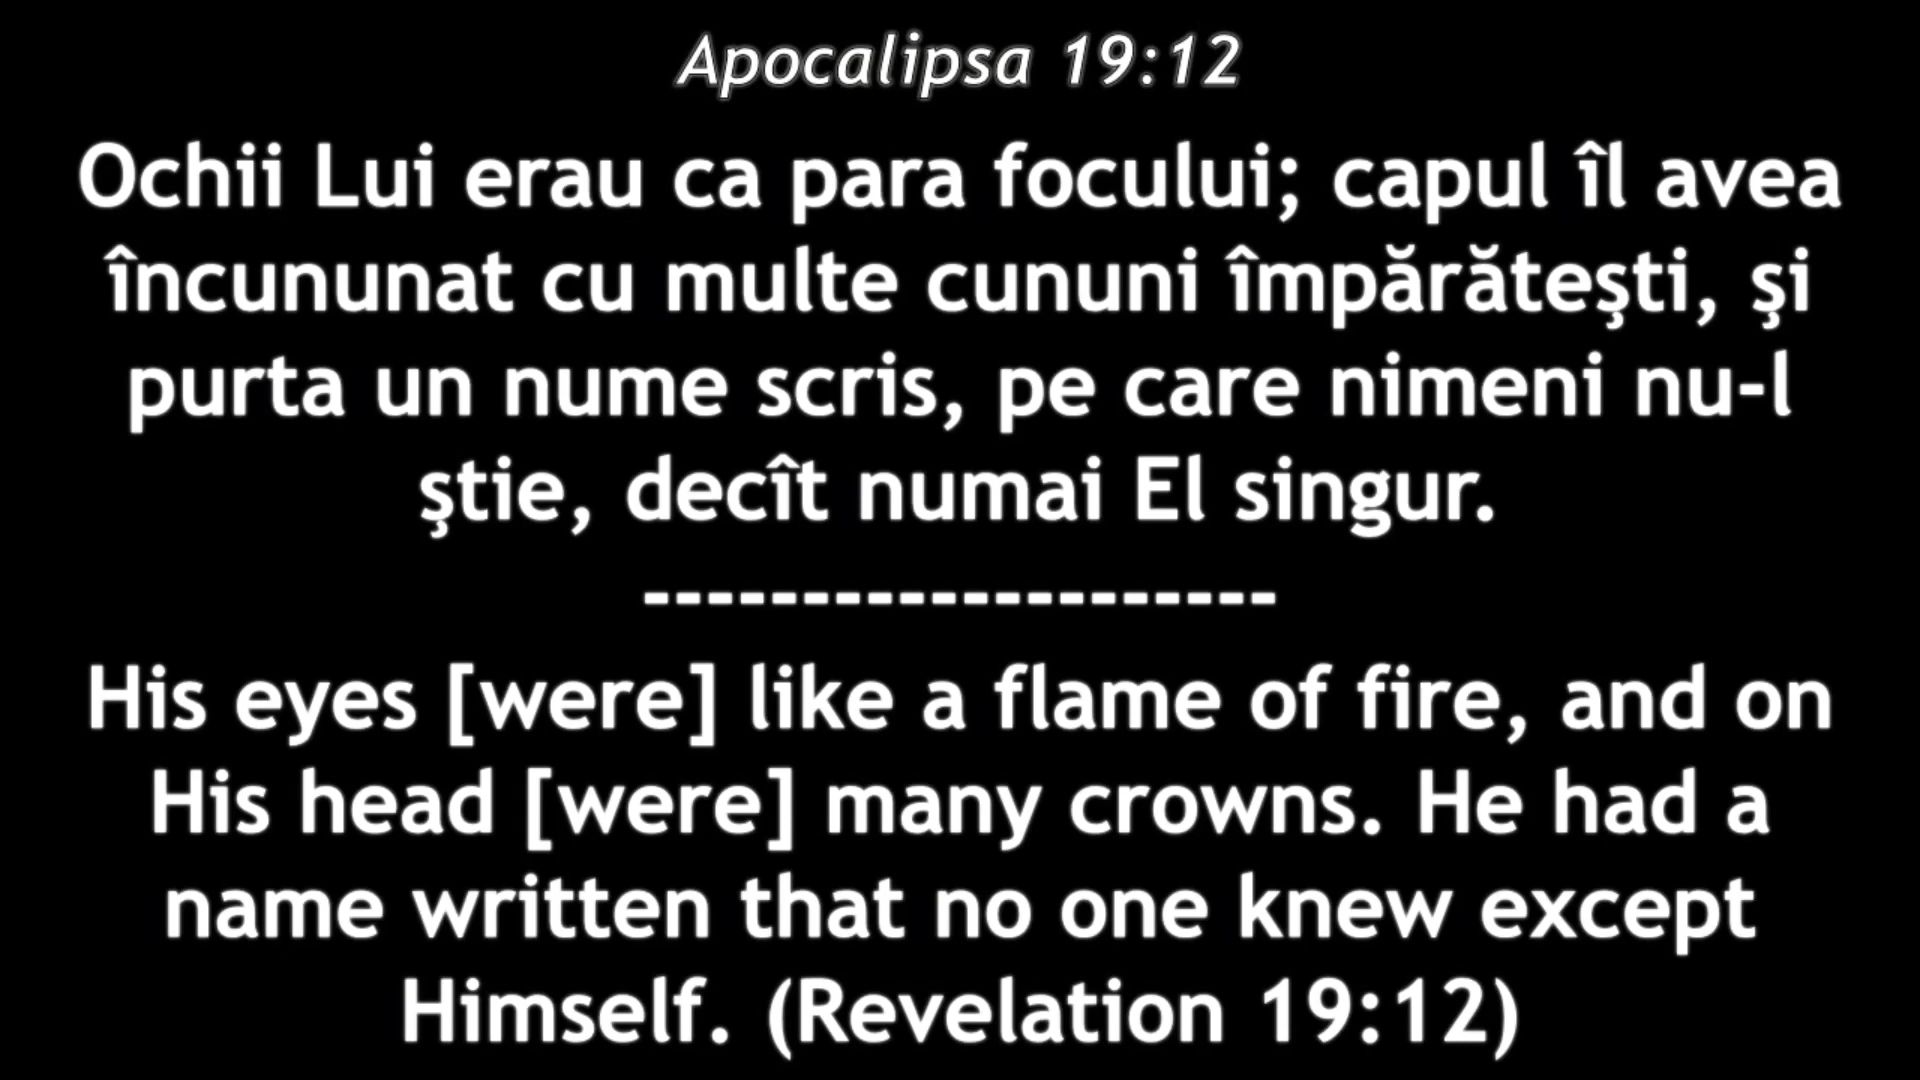 Apocalipsa 19:12
Ochii Lui erau ca para focului; capul îl avea
încununat cu multe cununi împărăteşti, şi
purta un nume scris, pe care nimeni nu-l
ştie, decît numai El singur.
--------------------
His eyes [were] like a flame of fire, and on
His head [were] many crowns. He had a
name written that no one knew except
Himself. (Revelation 19:12)